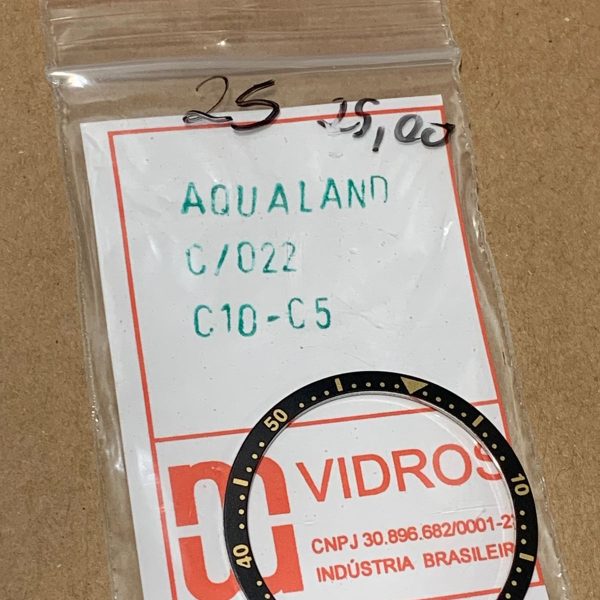 25 25,00
AQUALAND
C/022
C10-C5
VIDROS
CNPJ 30.896.682/0001-2
INDÚSTRIA BRASILEIR
50
10
40